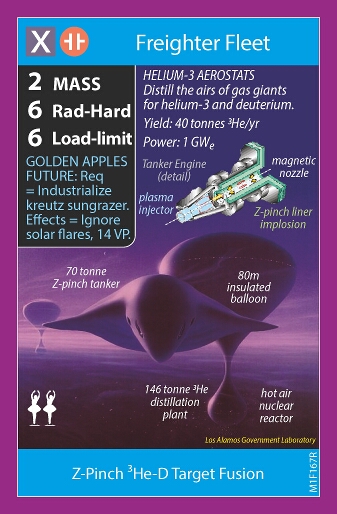 X
Freighter Fleet
2 MASS
6 Rad-Hard
6 Load-limit
GOLDEN APPLES
FUTURE: Req
= Industrialize
kreutz sungrazer.
Effects = Ignore
solar flares, 14 VP.
HELIUM-3 AEROSTATS
Distill the airs of gas giants
for helium-3 and deuterium.
Yield: 40 tonnes ³He/yr
Power: 1 GWₑ
Tanker Engine
(detail)
magnetic
nozzle
plasma
injector
Z-pinch liner
implosion
70 tonne
Z-pinch tanker
80m
insulated
balloon
146 tonne ³He
distillation
plant
hot air
nuclear
reactor
Los Alamos Government Laboratory
Z-Pinch ³He-D Target Fusion
M1F167R